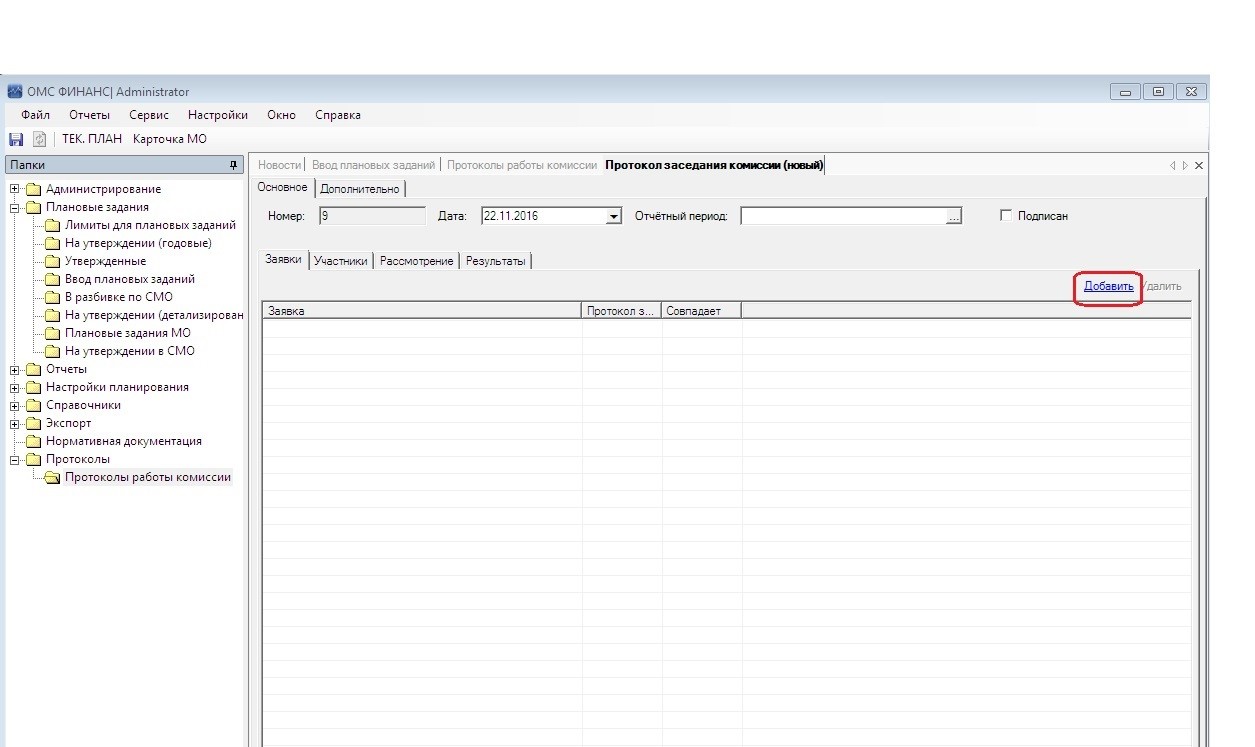 ОМС ФИНАНС| Administrator
Файл Отчеты Сервис Настройки Окно Справка
ТЕК. ПЛАН Карточка МО
Папки
Администрирование
Плановые задания
Лимиты для плановых заданий
На утверждении (годовые)
Утвержденные
Ввод плановых заданий
В разбивке по СМО
На утверждении (детализирован
Плановые задания МО
На утверждении в СМО
Отчеты
Настройки планирования
Справочники
Экспорт
Нормативная документация
Протоколы
Протоколы работы комиссии
Новости Ввод плановых заданий Протоколы работы комиссии Протокол заседания комиссии (новый)
Основное Дополнительно
Номер: 9 Дата: 22.11.2016 Отчётный период: ... Подписан
Заявки Участники Рассмотрение Результаты
Добавить Удалить
Заявка Протокол з... Совпадает